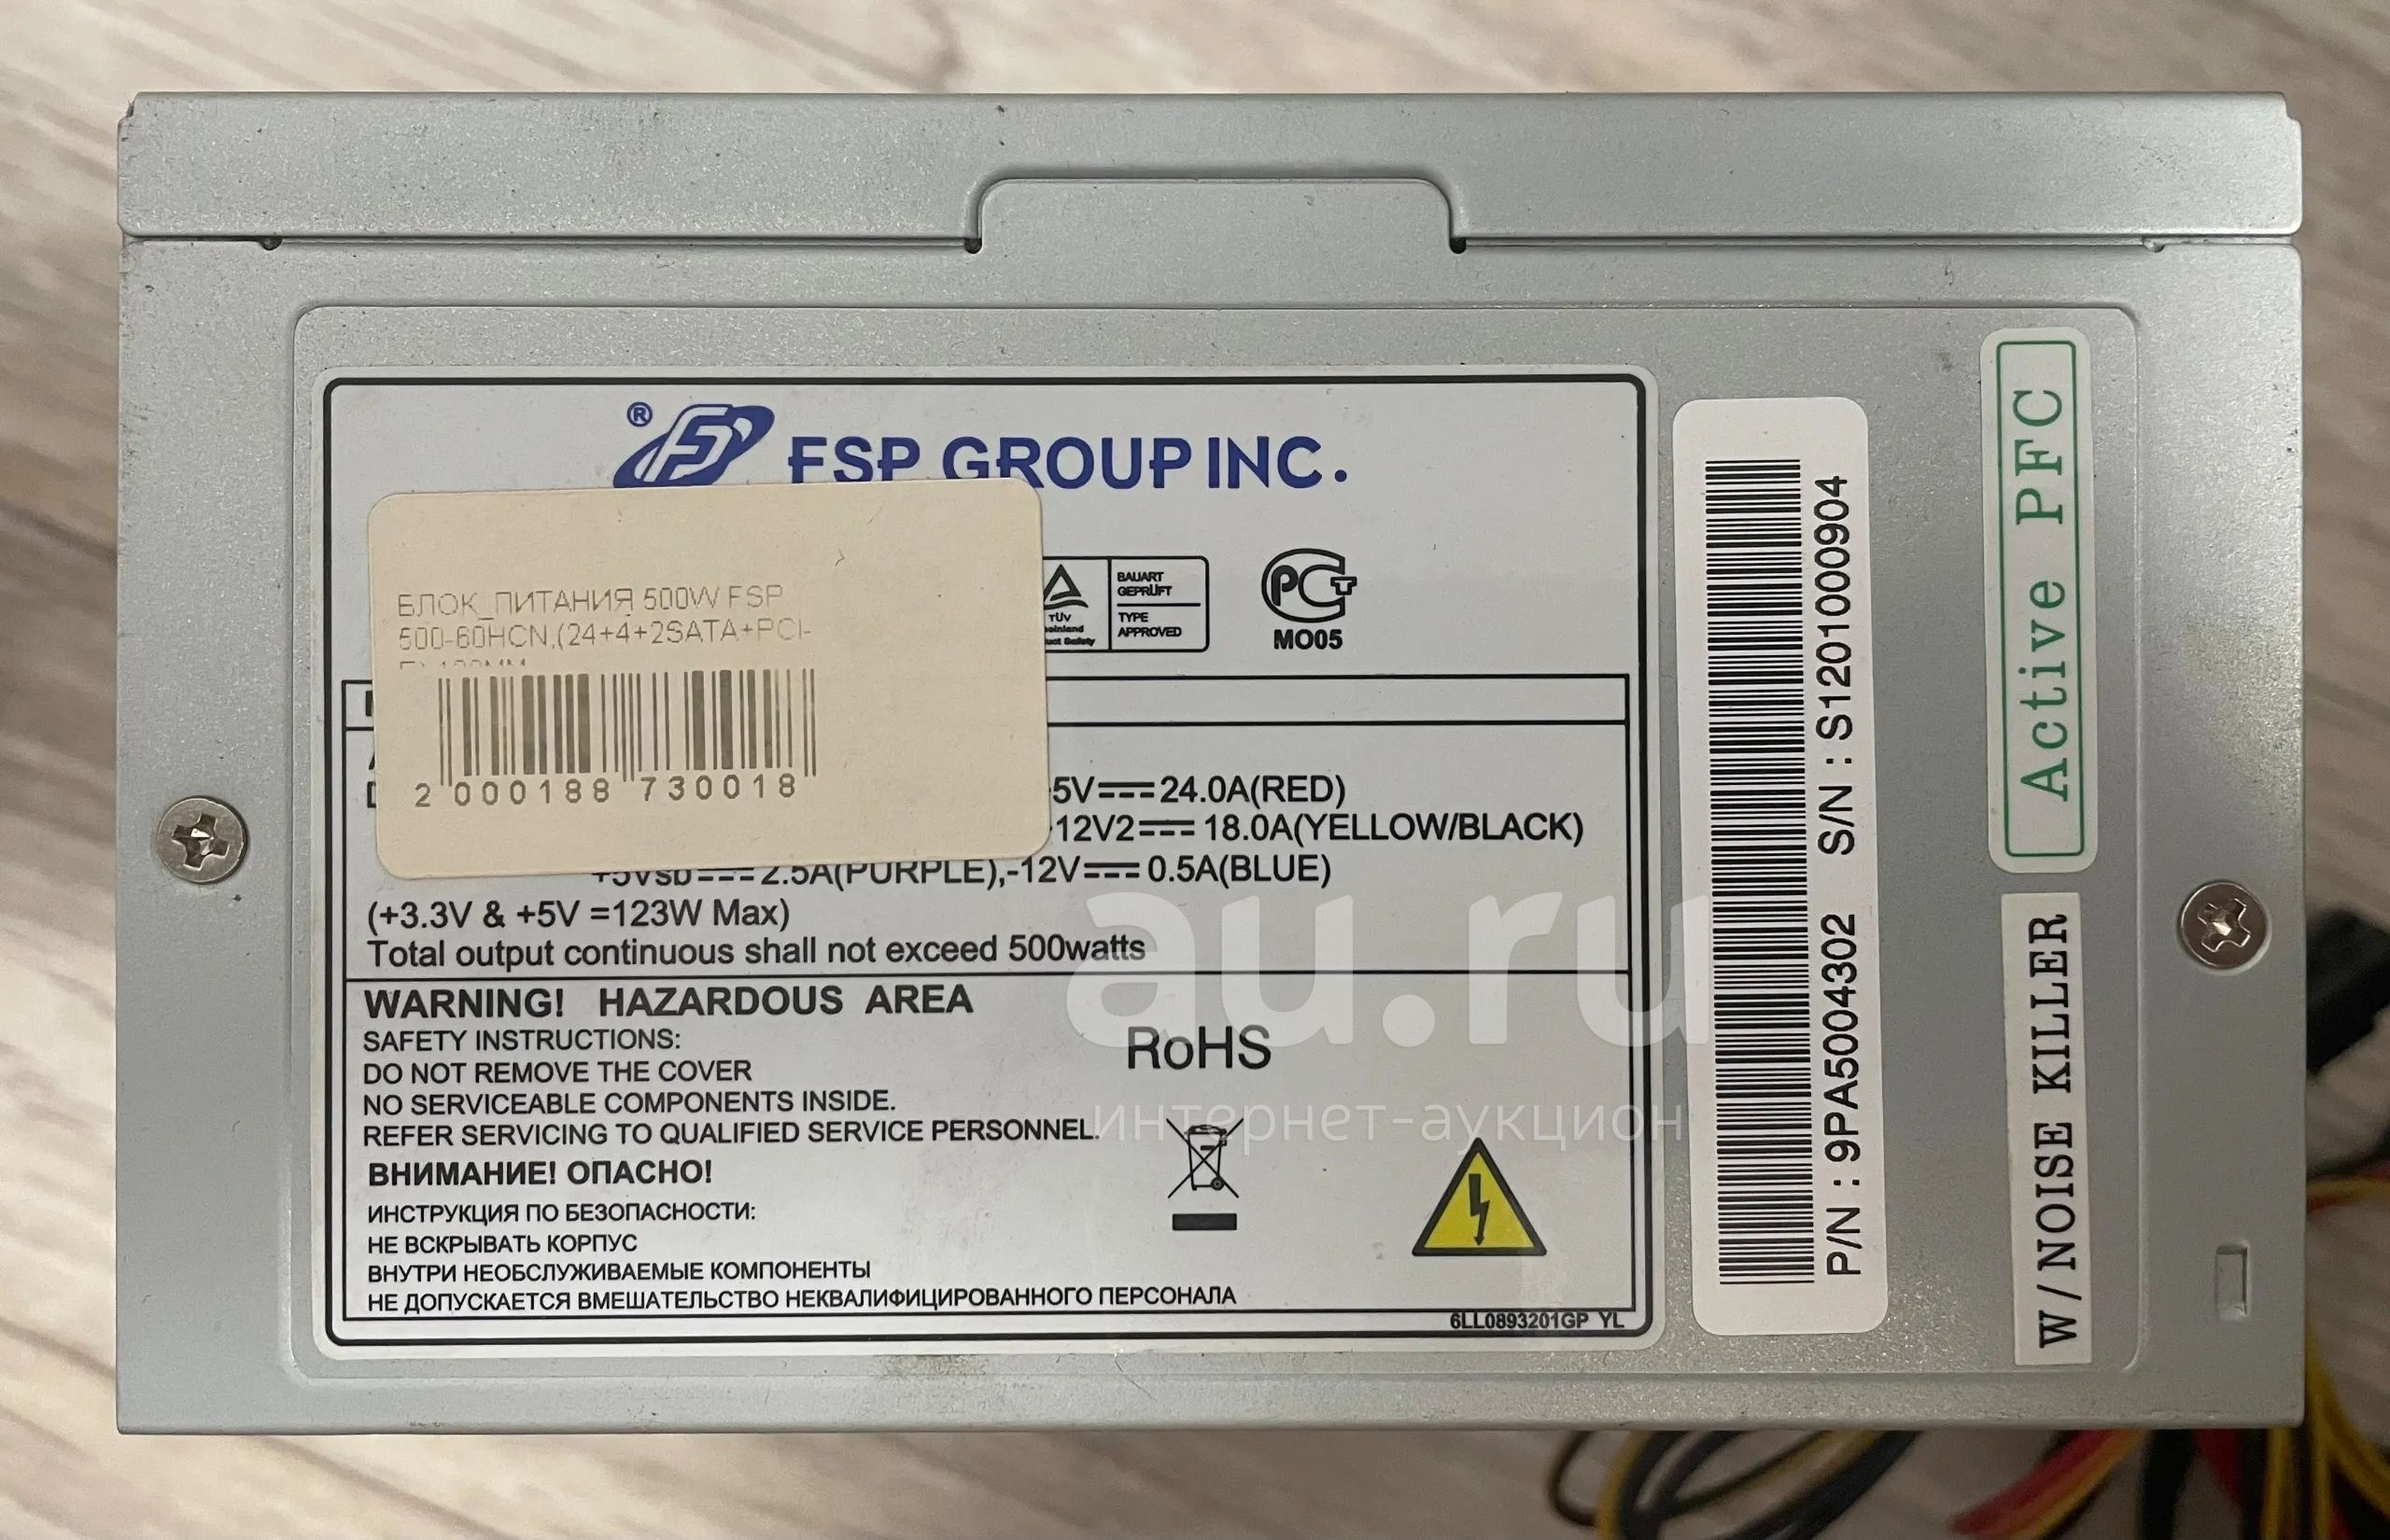 ® FSP GROUP INC.
БЛОК_ПИТАНИЯ 500W FSP
500-60HCN,(24+4+2SATA+PCI-
2 000188 730018
TÜV
BAUART
GEPRÜFT
TYPE
APPROVED
РСТ
МО05
5V⎓24.0A(RED)
12V2⎓18.0A(YELLOW/BLACK)
+5Vsb⎓2.5A(PURPLE),-12V⎓0.5A(BLUE)
(+3.3V & +5V =123W Max)
Total output continuous shall not exceed 500watts
WARNING! HAZARDOUS AREA
SAFETY INSTRUCTIONS:
DO NOT REMOVE THE COVER
NO SERVICEABLE COMPONENTS INSIDE.
REFER SERVICING TO QUALIFIED SERVICE PERSONNEL.
RoHS
ВНИМАНИЕ! ОПАСНО!
ИНСТРУКЦИЯ ПО БЕЗОПАСНОСТИ:
НЕ ВСКРЫВАТЬ КОРПУС
ВНУТРИ НЕОБСЛУЖИВАЕМЫЕ КОМПОНЕНТЫ
НЕ ДОПУСКАЕТСЯ ВМЕШАТЕЛЬСТВО НЕКВАЛИФИЦИРОВАННОГО ПЕРСОНАЛА
6LL0893201GP YL
P/N : 9PA5004302 S/N : S1201000904
Active PFC
W/NOISE KILLER
au.ru
интернет-аукцион